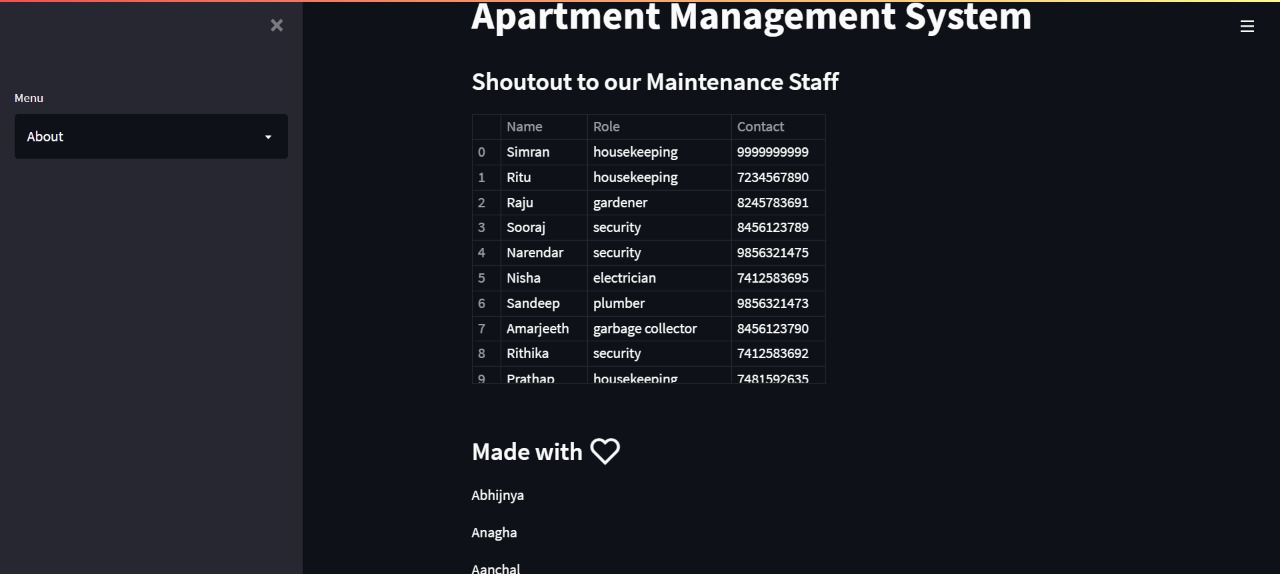 Apartment Management System
Menu
About
Shoutout to our Maintenance Staff
Name Role Contact
0 Simran housekeeping 9999999999
1 Ritu housekeeping 7234567890
2 Raju gardener 8245783691
3 Sooraj security 8456123789
4 Narendar security 9856321475
5 Nisha electrician 7412583695
6 Sandeep plumber 9856321473
7 Amarjeeth garbage collector 8456123790
8 Rithika security 7412583692
9 Prathap housekeeping 7481592635
Made with
Abhijnya
Anagha
Aanchal